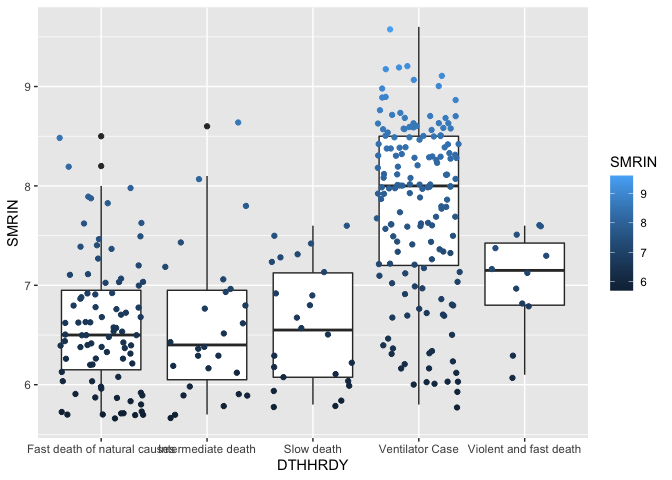 SMRIN
9
8
7
6
Fast death of natural causes
Intermediate death
Slow death
Ventilator Case
Violent and fast death
DTHHRDY
SMRIN
9
8
7
6